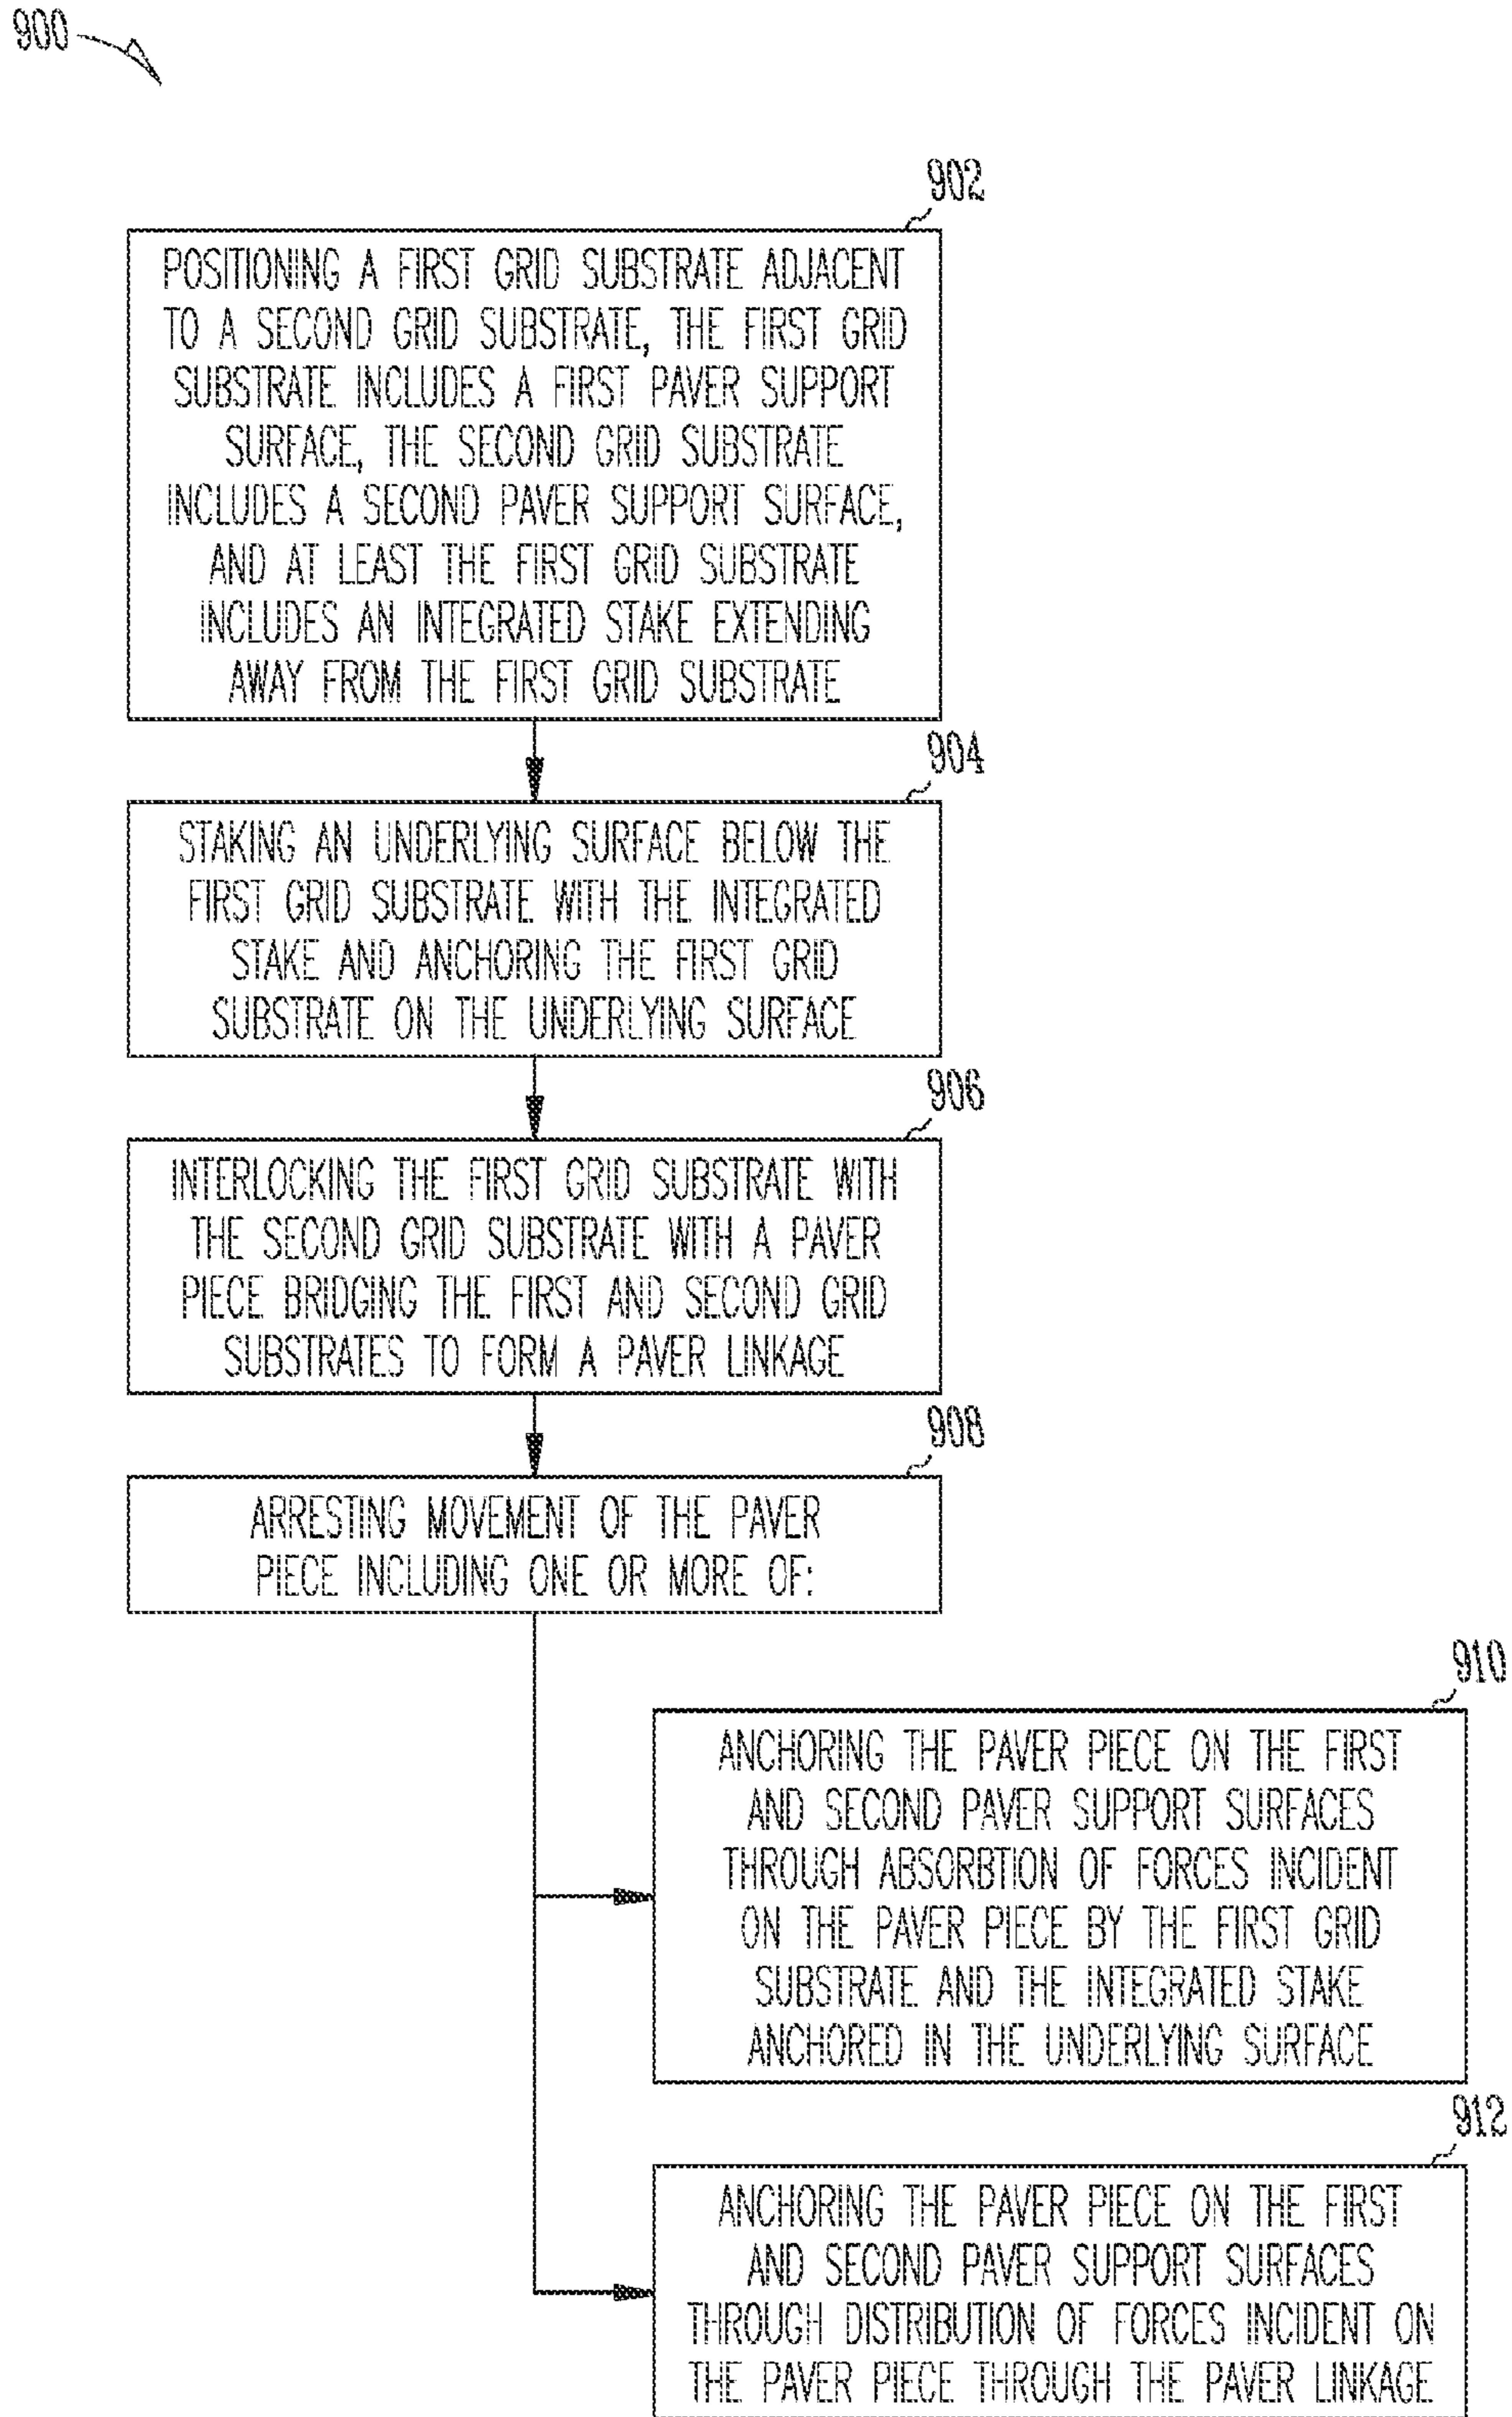 900
902
POSITIONING A FIRST GRID SUBSTRATE ADJACENT
TO A SECOND GRID SUBSTRATE, THE FIRST GRID
SUBSTRATE INCLUDES A FIRST PAVER SUPPORT
SURFACE, THE SECOND GRID SUBSTRATE
INCLUDES A SECOND PAVER SUPPORT SURFACE,
AND AT LEAST THE FIRST GRID SUBSTRATE
INCLUDES AN INTEGRATED STAKE EXTENDING
AWAY FROM THE FIRST GRID SUBSTRATE
904
STAKING AN UNDERLYING SURFACE BELOW THE
FIRST GRID SUBSTRATE WITH THE INTEGRATED
STAKE AND ANCHORING THE FIRST GRID
SUBSTRATE ON THE UNDERLYING SURFACE
906
INTERLOCKING THE FIRST GRID SUBSTRATE WITH
THE SECOND GRID SUBSTRATE WITH A PAVER
PIECE BRIDGING THE FIRST AND SECOND GRID
SUBSTRATES TO FORM A PAVER LINKAGE
908
ARRESTING MOVEMENT OF THE PAVER
PIECE INCLUDING ONE OR MORE OF:
910
ANCHORING THE PAVER PIECE ON THE FIRST
AND SECOND PAVER SUPPORT SURFACES
THROUGH ABSORBTION OF FORCES INCIDENT
ON THE PAVER PIECE BY THE FIRST GRID
SUBSTRATE AND THE INTEGRATED STAKE
ANCHORED IN THE UNDERLYING SURFACE
912
ANCHORING THE PAVER PIECE ON THE FIRST
AND SECOND PAVER SUPPORT SURFACES
THROUGH DISTRIBUTION OF FORCES INCIDENT ON
THE PAVER PIECE THROUGH THE PAVER LINKAGE